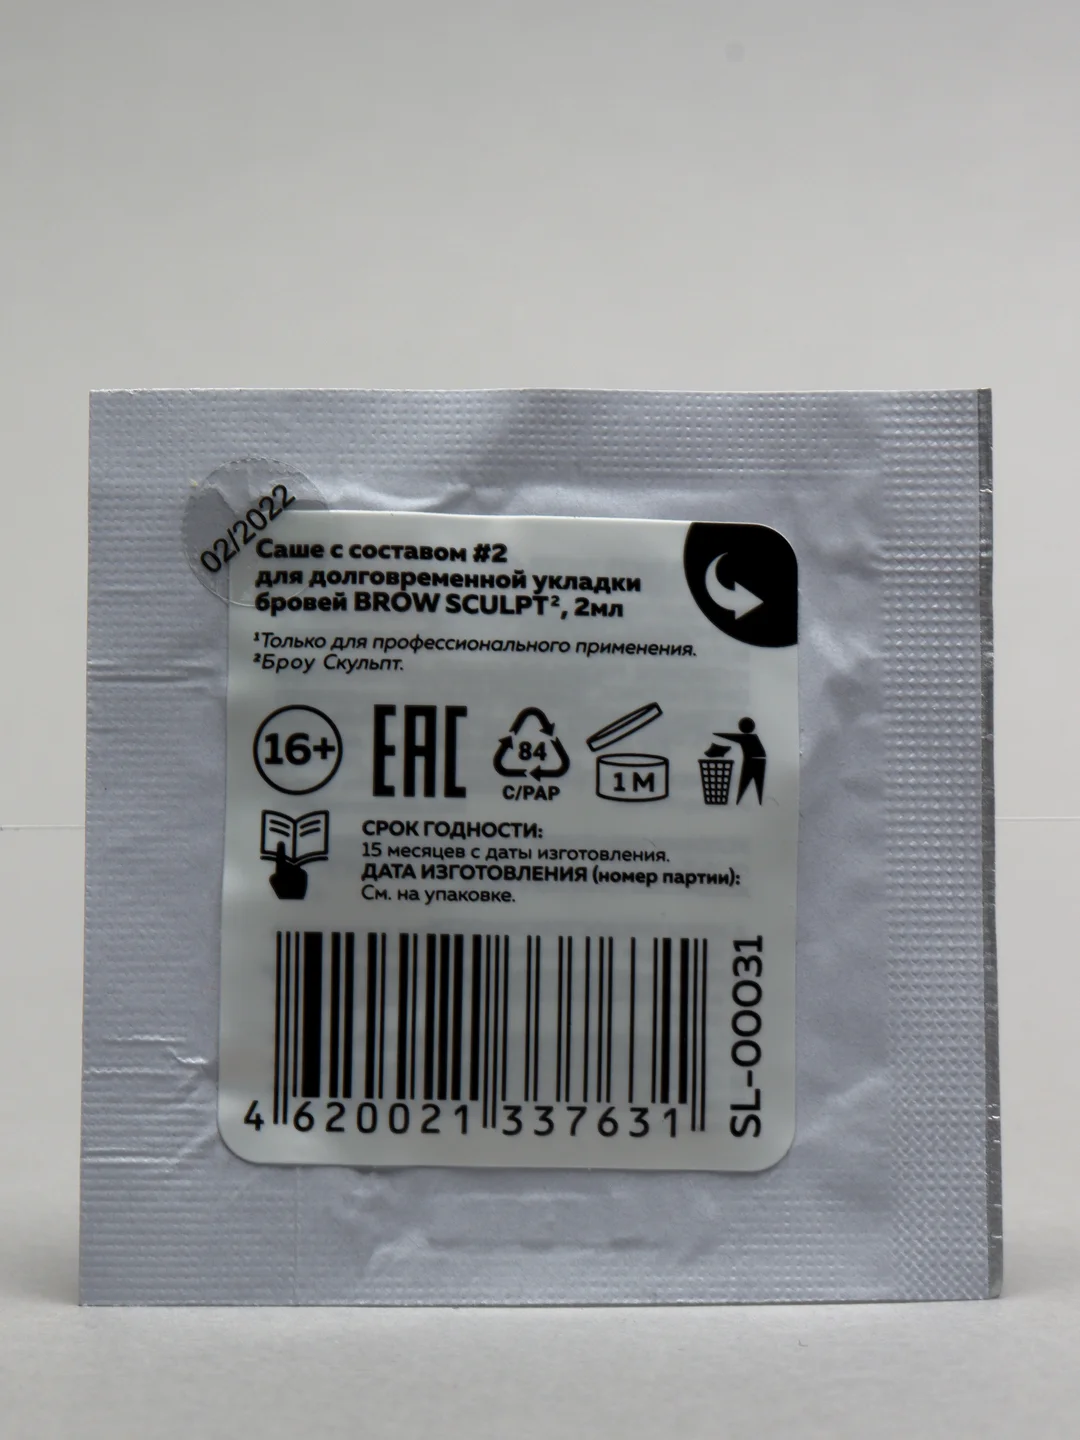 02/2022
Саше с составом #2
для долговременной укладки
бровей BROW SCULPT², 2мл
¹Только для профессионального применения.
²Броу Скульпт.
16+
EAC
84
C/PAP
1 M
СРОК ГОДНОСТИ:
15 месяцев с даты изготовления.
ДАТА ИЗГОТОВЛЕНИЯ (номер партии):
См. на упаковке.
4 620021 337631
SL-00031